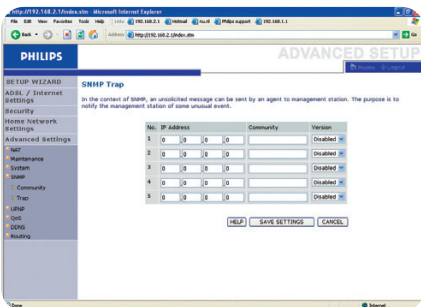 http://192.168.2.1/index.stm - Microsoft Internet Explorer
File Edit View Favorites Tools Help
192.168.2.1 Hotmail nu.nl Philips support 192.168.1.1
Back
Address http://192.168.2.1/index.stm
Go
PHILIPS
ADVANCED SETUP
Home Logout
SETUP WIZARD
ADSL / Internet Settings
Security
Home Network Settings
Advanced Settings
NAT
Maintenance
System
SNMP
Community
Trap
UPNP
QoS
DDNS
Routing
SNMP Trap
In the context of SNMP, an unsolicited message can be sent by an agent to management station. The purpose is to
notify the management station of some unusual event.
No. IP Address Community Version
1 0 .0 .0 .0 Disabled
2 0 .0 .0 .0 Disabled
3 0 .0 .0 .0 Disabled
4 0 .0 .0 .0 Disabled
5 0 .0 .0 .0 Disabled
HELP SAVE SETTINGS CANCEL
Done
Internet